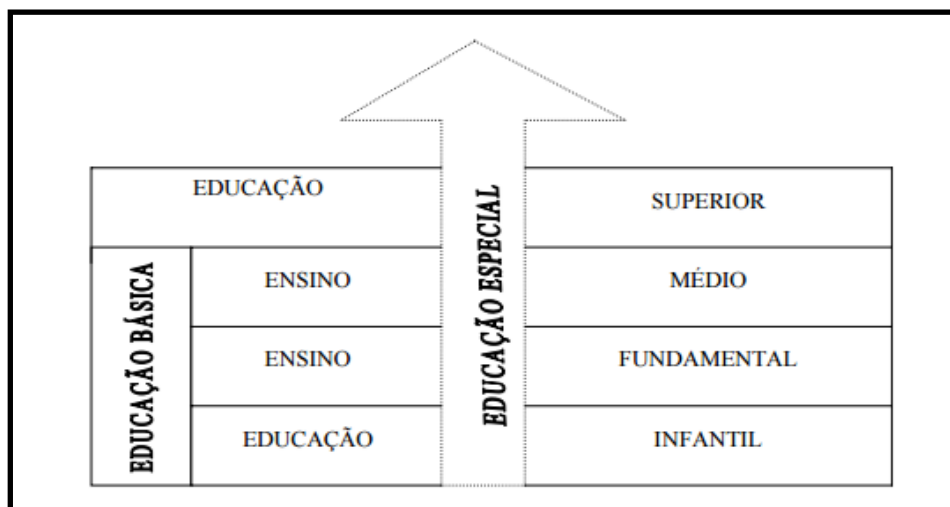 EDUCAÇÃO SUPERIOR
EDUCAÇÃO BÁSICA
ENSINO MÉDIO
ENSINO FUNDAMENTAL
EDUCAÇÃO INFANTIL
EDUCAÇÃO ESPECIAL